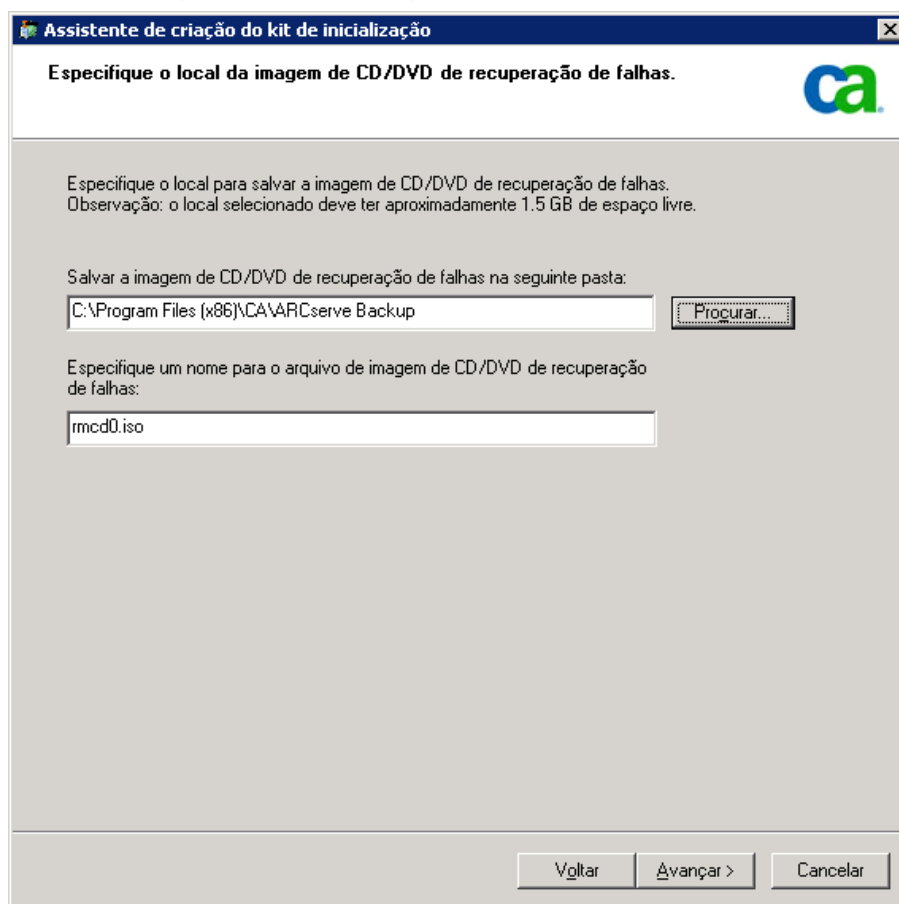 Assistente de criação do kit de inicialização
Especifique o local da imagem de CD/DVD de recuperação de falhas.
ca
Especifique o local para salvar a imagem de CD/DVD de recuperação de falhas.
Observação: o local selecionado deve ter aproximadamente 1.5 GB de espaço livre.
Salvar a imagem de CD/DVD de recuperação de falhas na seguinte pasta:
C:\Program Files (x86)\CA\ARCserve Backup
Procurar...
Especifique um nome para o arquivo de imagem de CD/DVD de recuperação
de falhas:
rmcd0.iso
Voltar
Avançar >
Cancelar